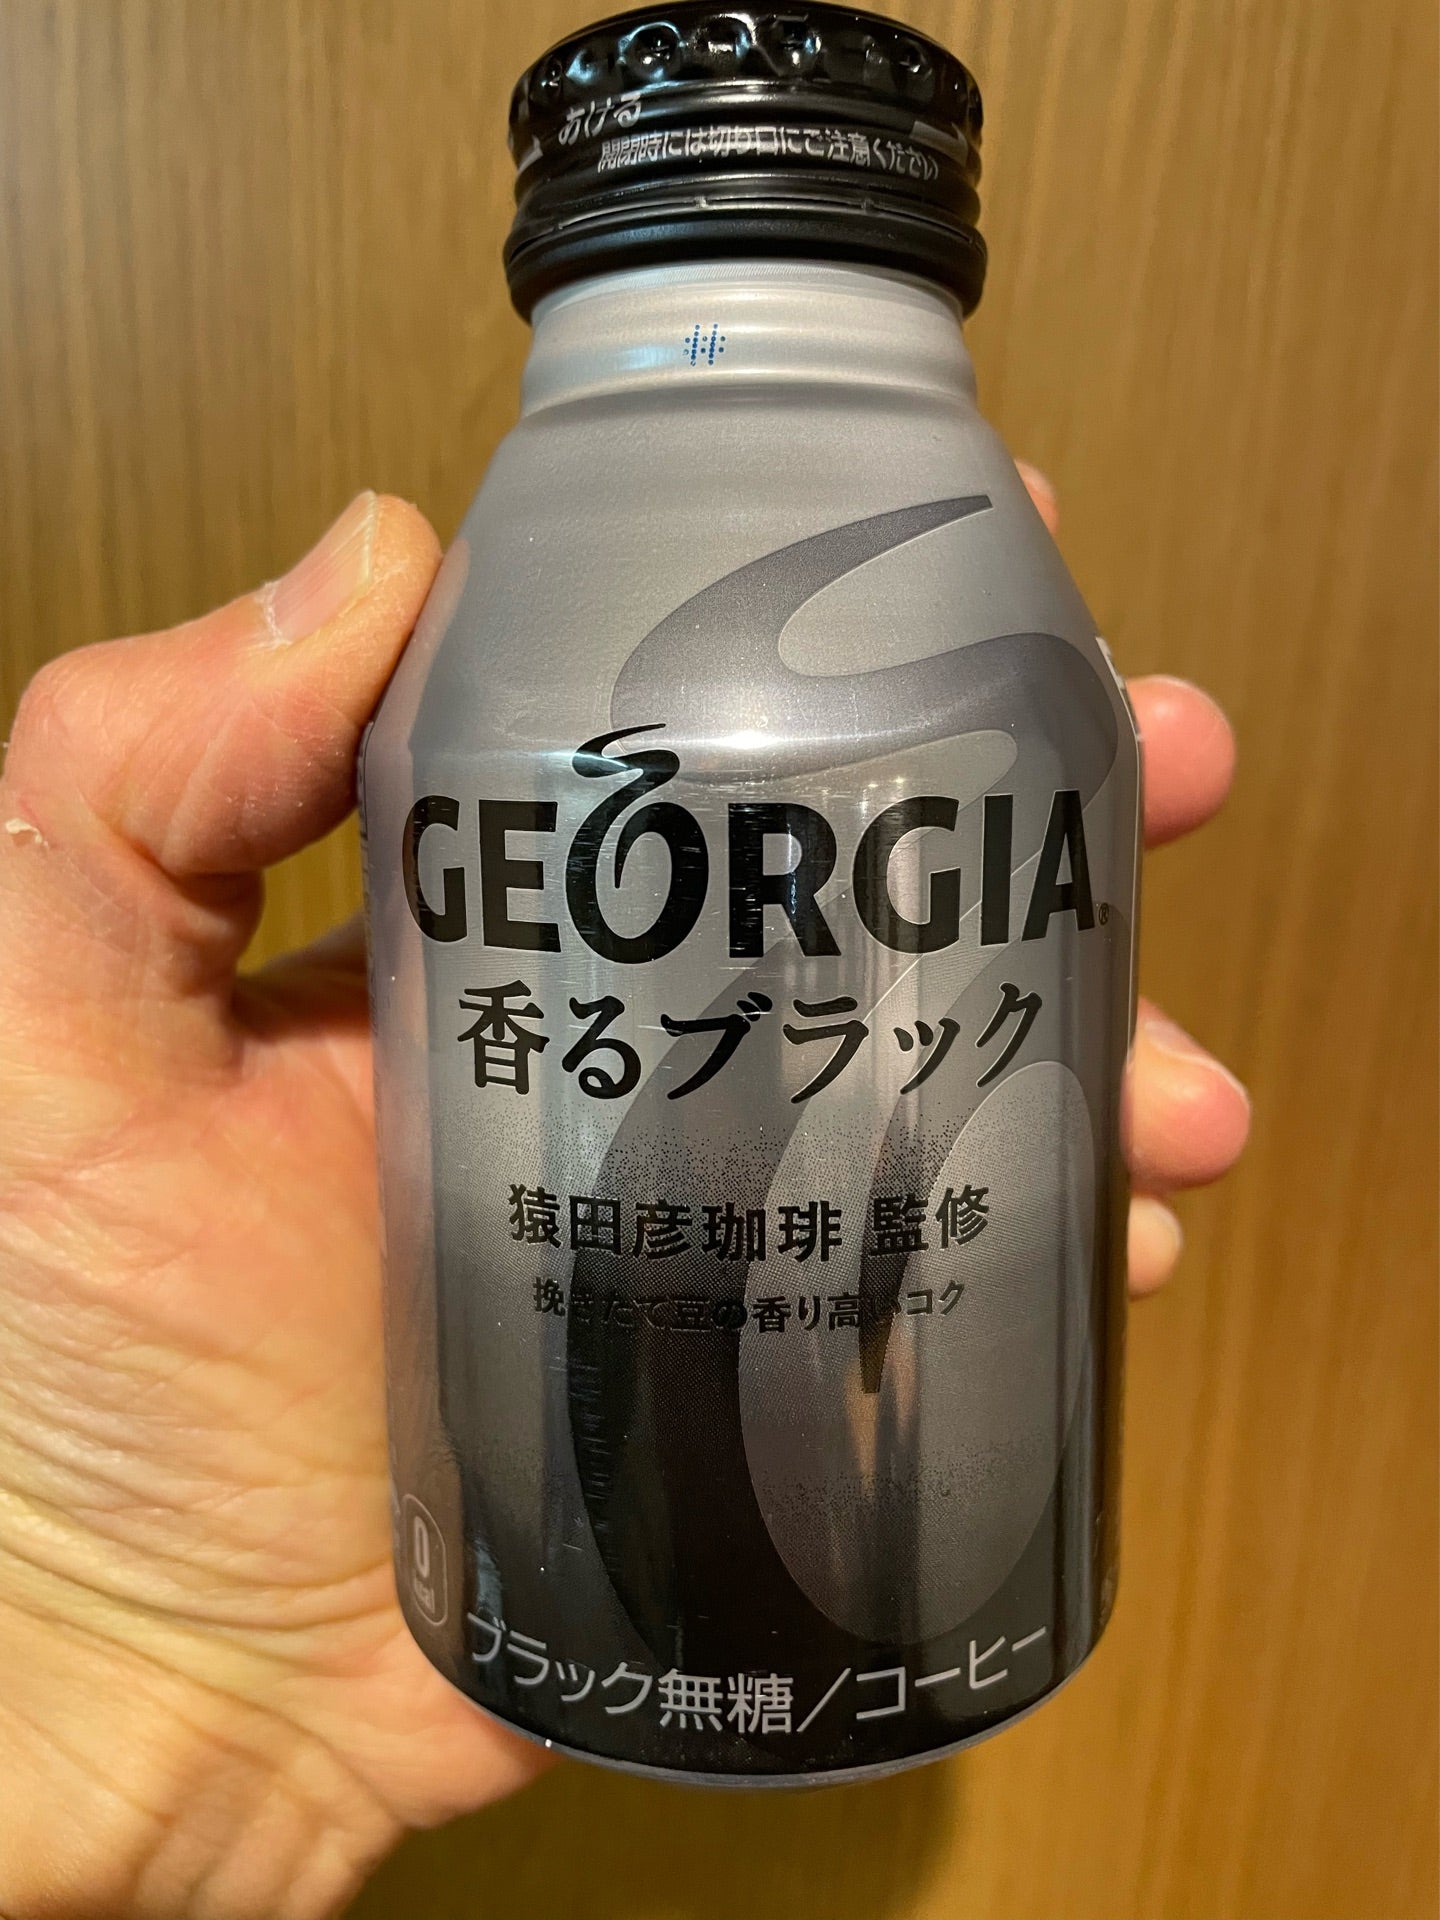 あける
開閉時には切り口にご注意ください
#
GEORGIA®
香るブラック
猿田彦珈琲 監修
挽きたて豆の香り高いコク
0
kcal
ブラック無糖／コーヒー